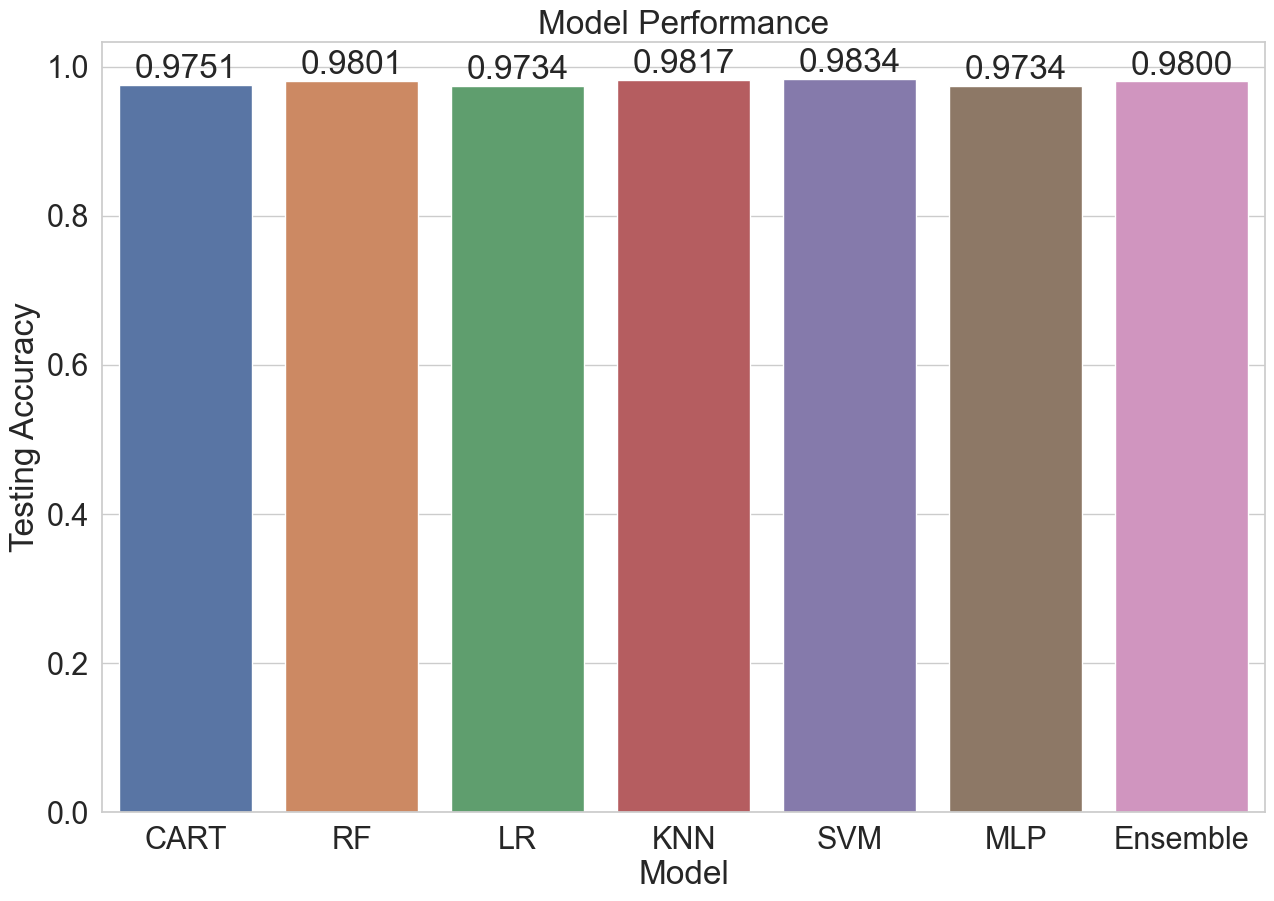 Model Performance
0.9751 0.9801 0.9734 0.9817 0.9834 0.9734 0.9800
1.0
0.8
0.6
0.4
0.2
0.0
Testing Accuracy
CART RF LR KNN SVM MLP Ensemble
Model